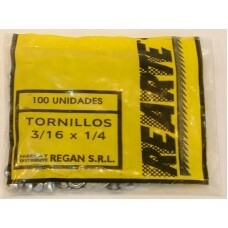 100 UNIDADES
TORNILLOS
3/16 x 1/4
REGAN S.R.L.
REARTE